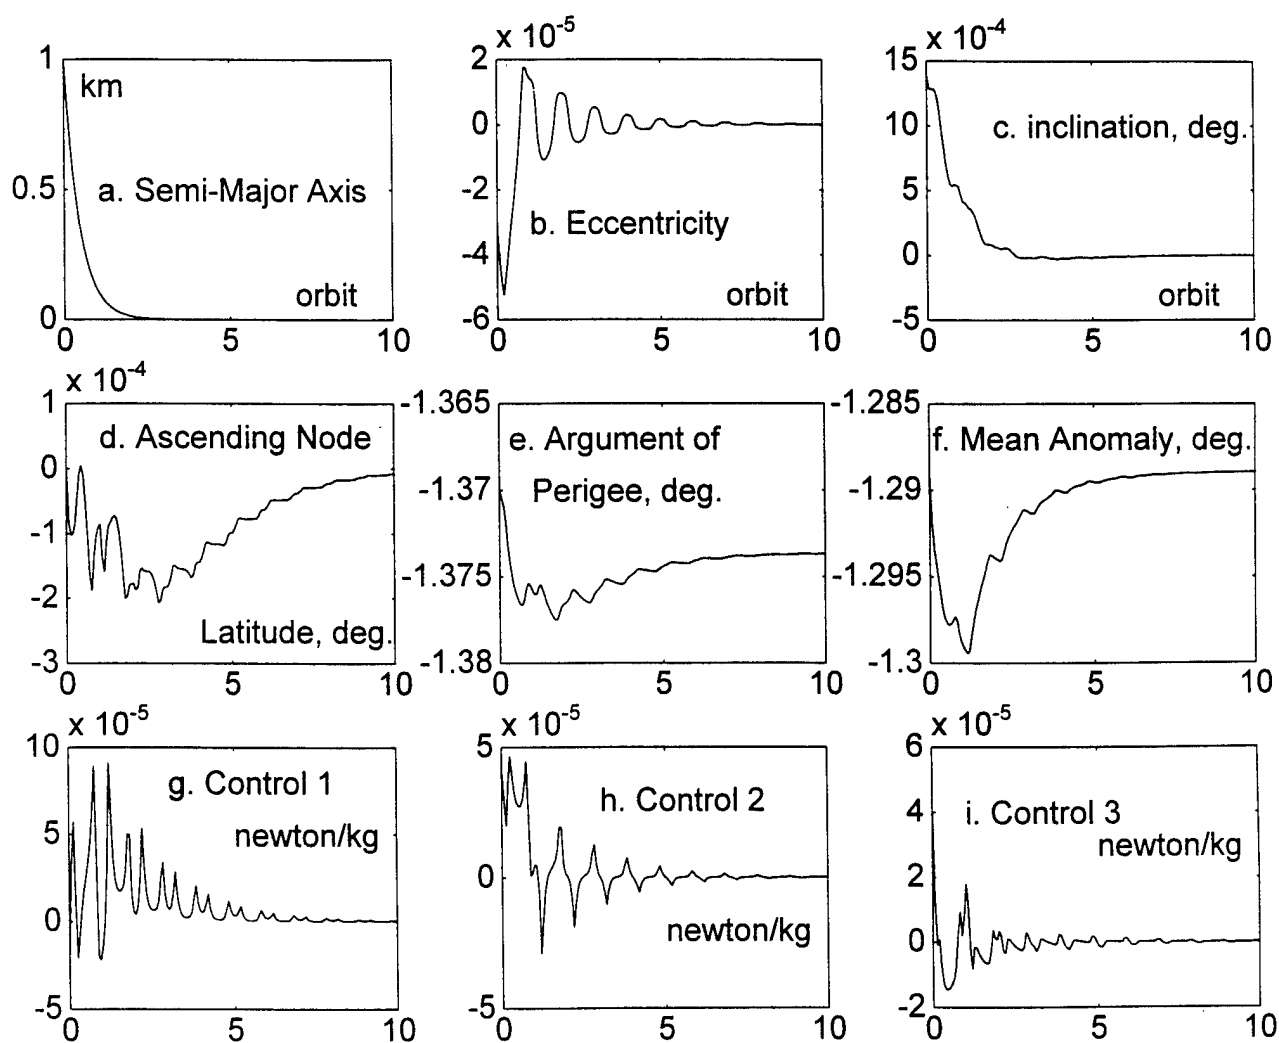 x 10^-5
x 10^-4
1
km
0.5
a. Semi-Major Axis
orbit
0
0
5
10
2
0
-2
b. Eccentricity
-4
orbit
-6
0
5
10
15
10
c. inclination, deg.
5
0
orbit
-5
0
5
10
x 10^-4
1
d. Ascending Node
0
-1
-2
Latitude, deg.
-3
0
5
10
-1.365
e. Argument of
-1.37
Perigee, deg.
-1.375
-1.38
0
5
10
-1.285
f. Mean Anomaly, deg.
-1.29
-1.295
-1.3
0
5
10
x 10^-5
10
g. Control 1
5
newton/kg
0
-5
0
5
10
x 10^-5
5
h. Control 2
0
newton/kg
-5
0
5
10
x 10^-5
6
4
i. Control 3
newton/kg
2
0
-2
0
5
10